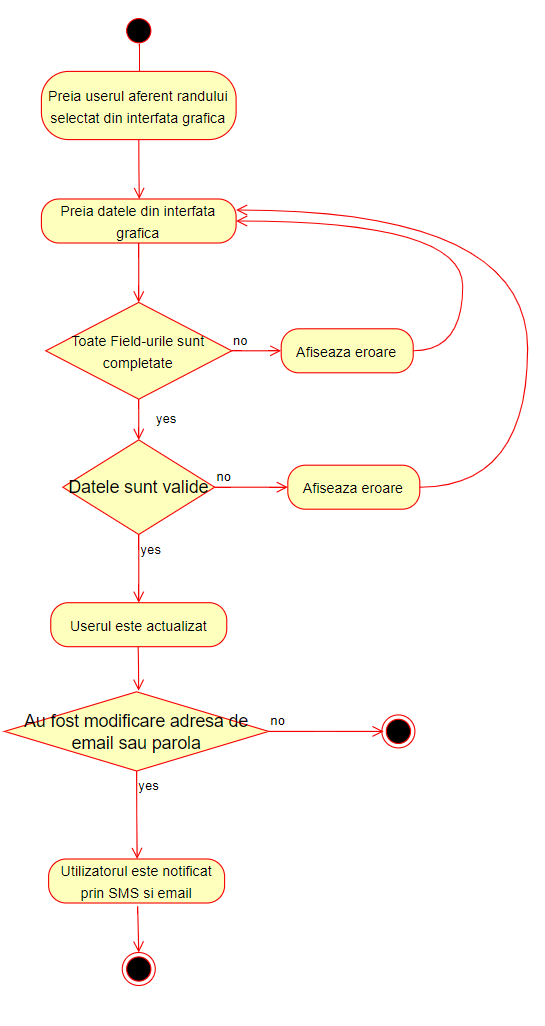 Preia userul aferent randului
selectat din interfata grafica
Preia datele din interfata
grafica
Toate Field-urile sunt
completate
no
Afiseaza eroare
yes
Datele sunt valide
no
Afiseaza eroare
yes
Userul este actualizat
Au fost modificare adresa de
email sau parola
no
yes
Utilizatorul este notificat
prin SMS si email